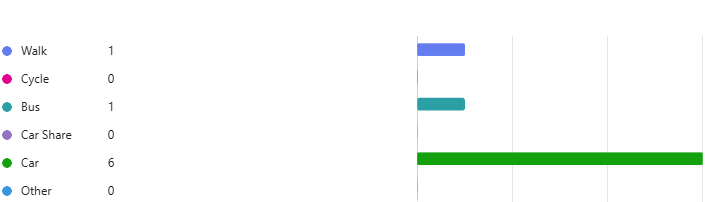 Walk 1
Cycle 0
Bus 1
Car Share 0
Car 6
Other 0